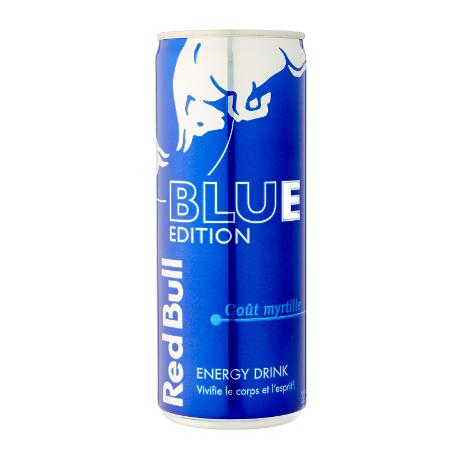 BLUE
EDITION
Red Bull
Goût myrtille
ENERGY DRINK
Vivifie le corps et l'esprit®.